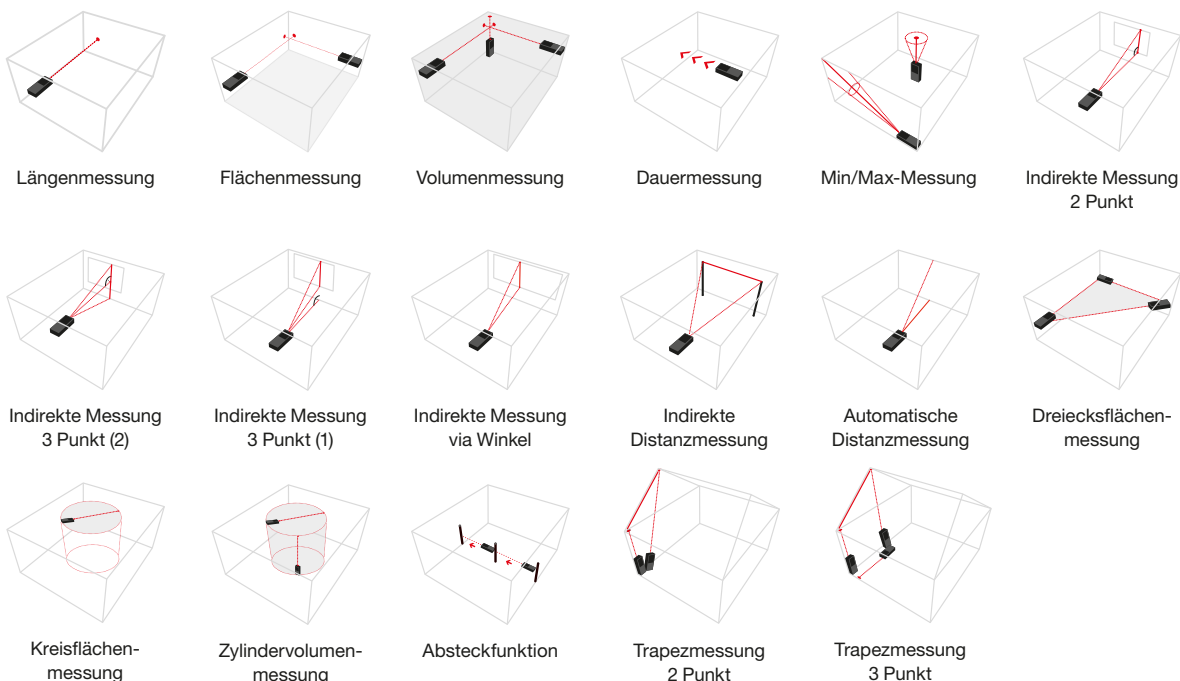 Längenmessung
Flächenmessung
Volumenmessung
Dauermessung
Min/Max-Messung
Indirekte Messung
2 Punkt
Indirekte Messung
3 Punkt (2)
Indirekte Messung
3 Punkt (1)
Indirekte Messung
via Winkel
Indirekte
Distanzmessung
Automatische
Distanzmessung
Dreiecksflächen-
messung
Kreisflächen-
messung
Zylindervolumen-
messung
Absteckfunktion
Trapezmessung
2 Punkt
Trapezmessung
3 Punkt